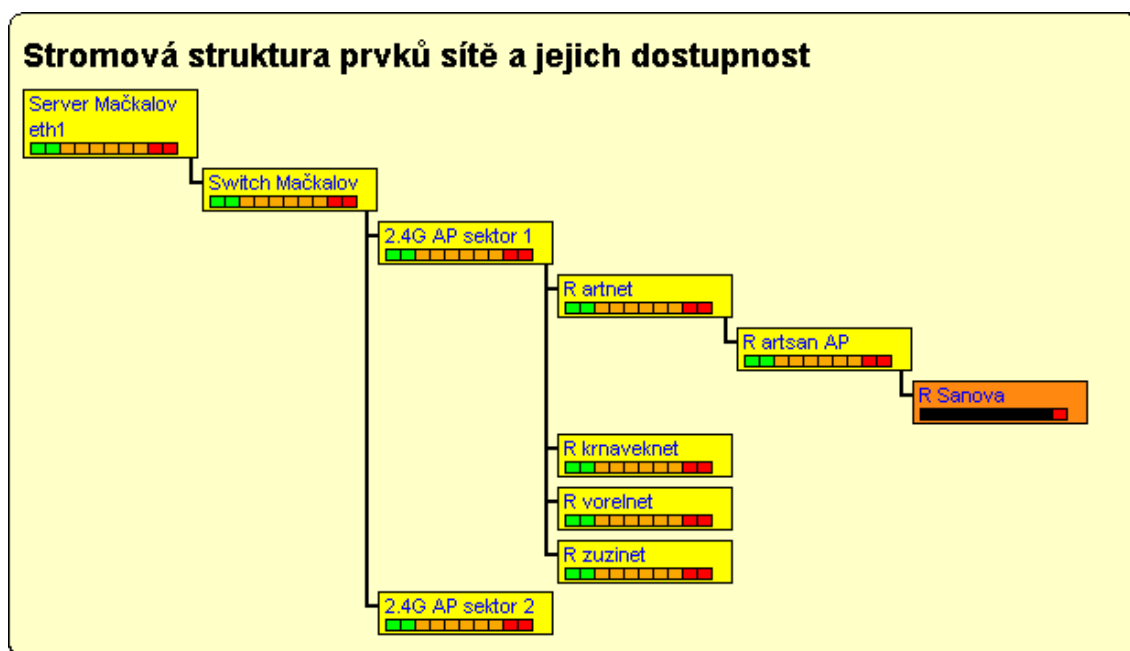 Stromová struktura prvků sítě a jejich dostupnost
Server Mačkalov
eth1
Switch Mačkalov
2.4G AP sektor 1
R artnet
R artsan AP
R Sanova
R krnaveknet
R vorelnet
R zuzinet
2.4G AP sektor 2